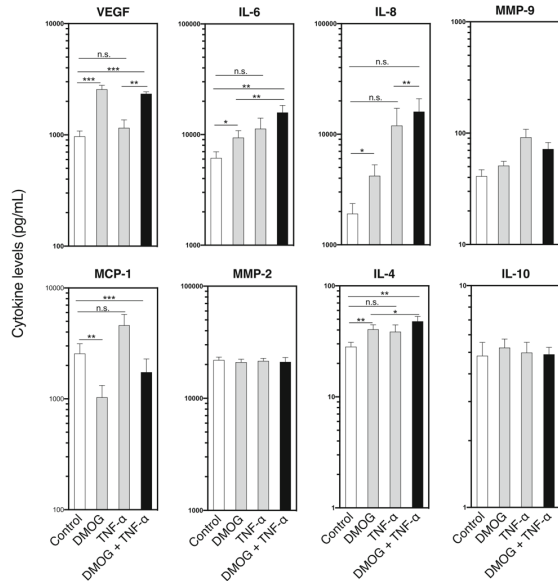 VEGF
IL-6
IL-8
MMP-9
100000
100000
100000
1000
n.s.
***
***
**
n.s.
**
**
*
n.s.
**
n.s.
*
10000
10000
1000
100
100
1000
1000
10
Cytokine levels (pg/mL)
MCP-1
MMP-2
IL-4
IL-10
10000
100000
100
10
***
n.s.
**
**
n.s.
**
*
1000
10000
10
100
1000
1
1
Control
DMOG
TNF-α
DMOG + TNF-α
Control
DMOG
TNF-α
DMOG + TNF-α
Control
DMOG
TNF-α
DMOG + TNF-α
Control
DMOG
TNF-α
DMOG + TNF-α